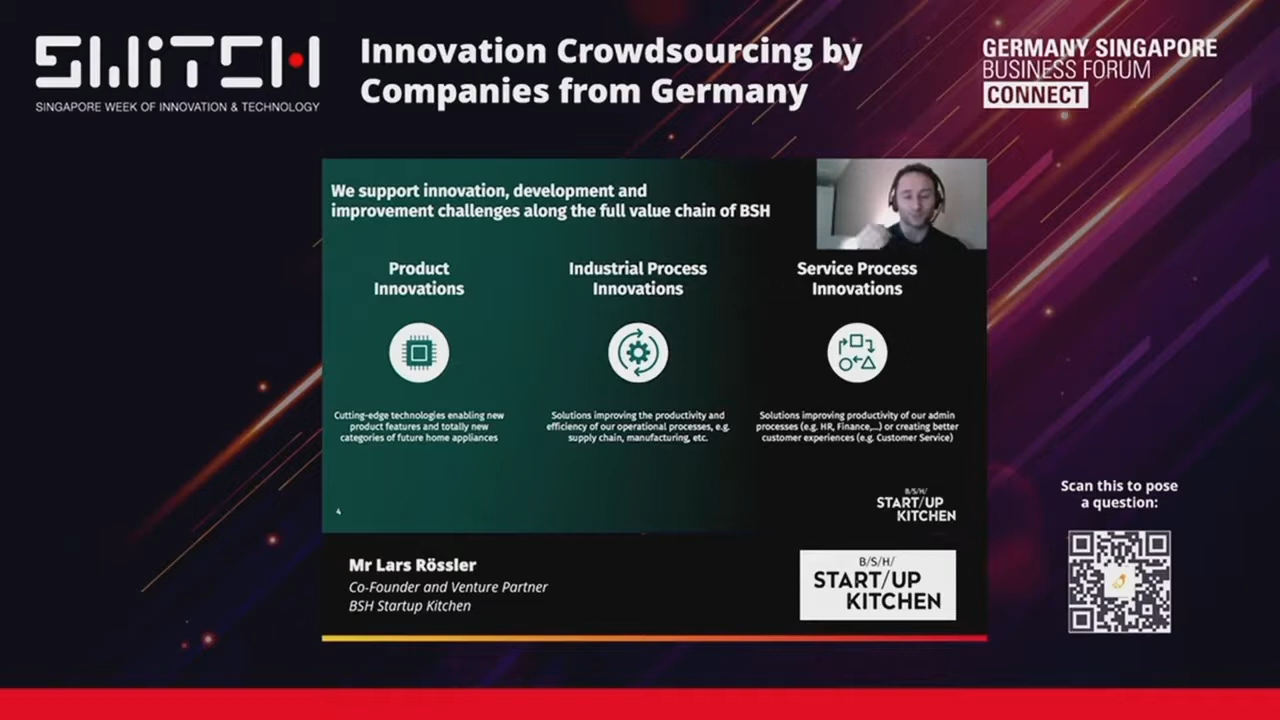 SWITCH
SINGAPORE WEEK OF INNOVATION & TECHNOLOGY
Innovation Crowdsourcing by
Companies from Germany
GERMANY SINGAPORE
BUSINESS FORUM
CONNECT
We support innovation, development and
improvement challenges along the full value chain of BSH
Product
Innovations
Cutting-edge technologies enabling new
product features and totally new
categories of future home appliances
Industrial Process
Innovations
Solutions improving the productivity and
efficiency of our operational processes, e.g.
supply chain, manufacturing, etc.
Service Process
Innovations
Solutions improving productivity of our admin
processes (e.g. HR, Finance,...) or creating better
customer experiences (e.g. Customer Service)
4
B/S/H/
START/UP
KITCHEN
Mr Lars Rössler
Co-Founder and Venture Partner
BSH Startup Kitchen
B/S/H/
START/UP
KITCHEN
Scan this to pose
a question: